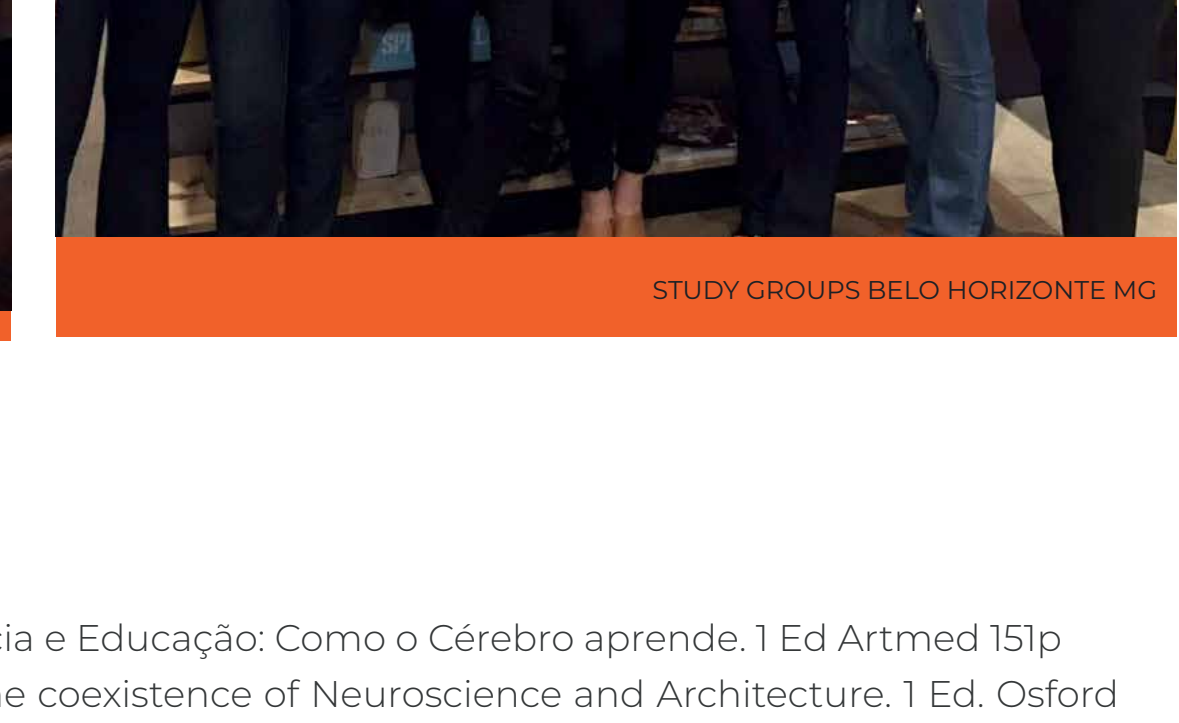 STUDY GROUPS BELO HORIZONTE MG
cia e Educação: Como o Cérebro aprende. 1 Ed Artmed 151p
he coexistence of Neuroscience and Architecture. 1 Ed. Osford